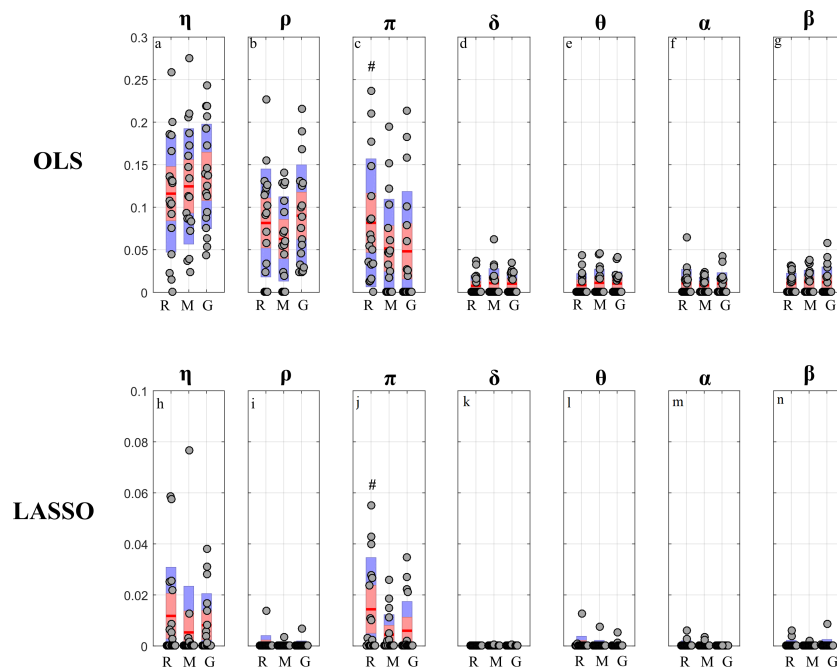 η ρ π δ θ α β
OLS
0.3
0.25
0.2
0.15
0.1
0.05
0
a b c d e f g
#
R M G R M G R M G R M G R M G R M G R M G
η ρ π δ θ α β
LASSO
0.1
0.08
0.06
0.04
0.02
0
h i j k l m n
#
R M G R M G R M G R M G R M G R M G R M G